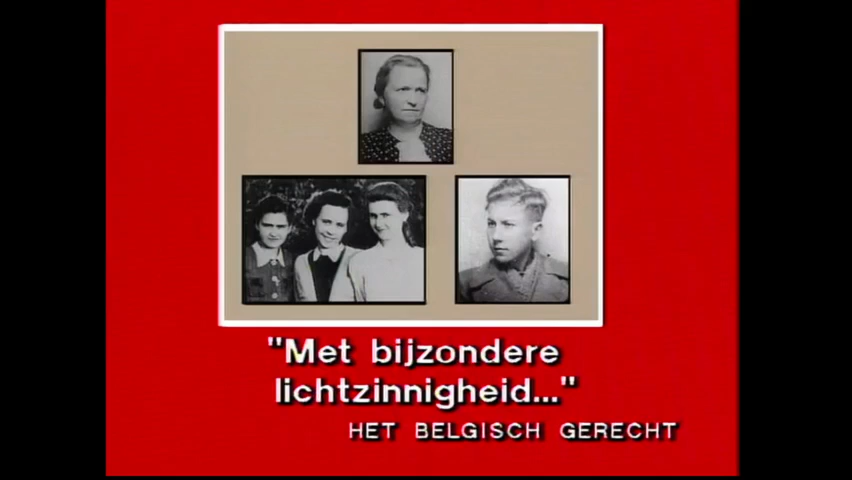 "Met bijzondere
lichtzinnigheid..."
HET BELGISCH GERECHT